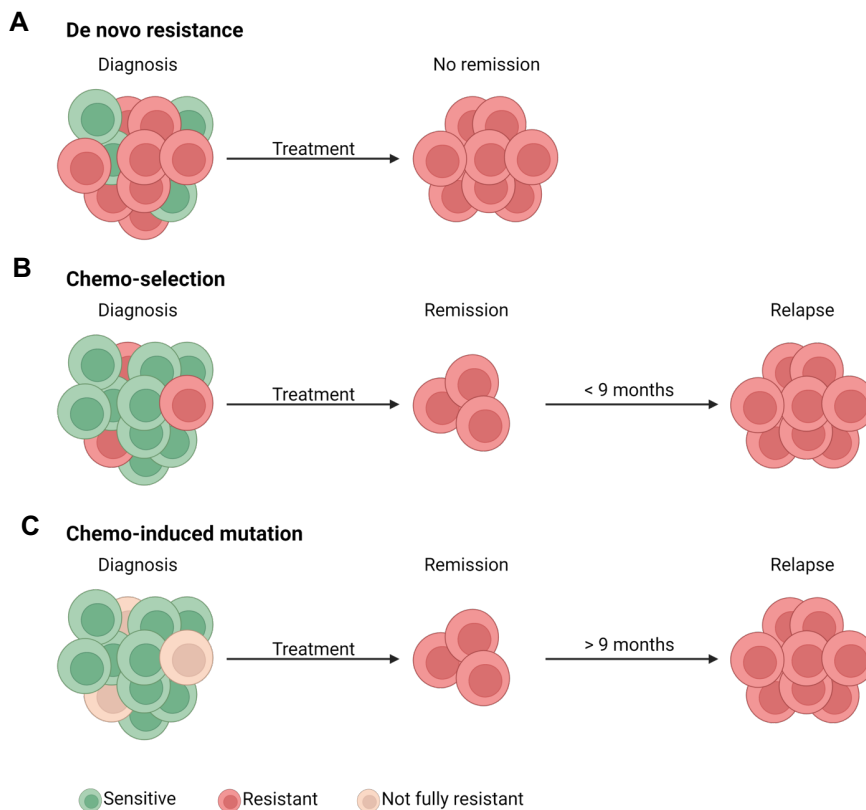 A
De novo resistance
Diagnosis
No remission
Treatment
B
Chemo-selection
Diagnosis
Remission
Relapse
Treatment
< 9 months
C
Chemo-induced mutation
Diagnosis
Remission
Relapse
Treatment
> 9 months
Sensitive
Resistant
Not fully resistant